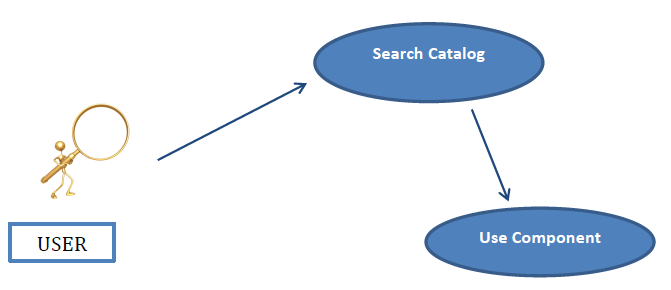 Search Catalog
USER
Use Component